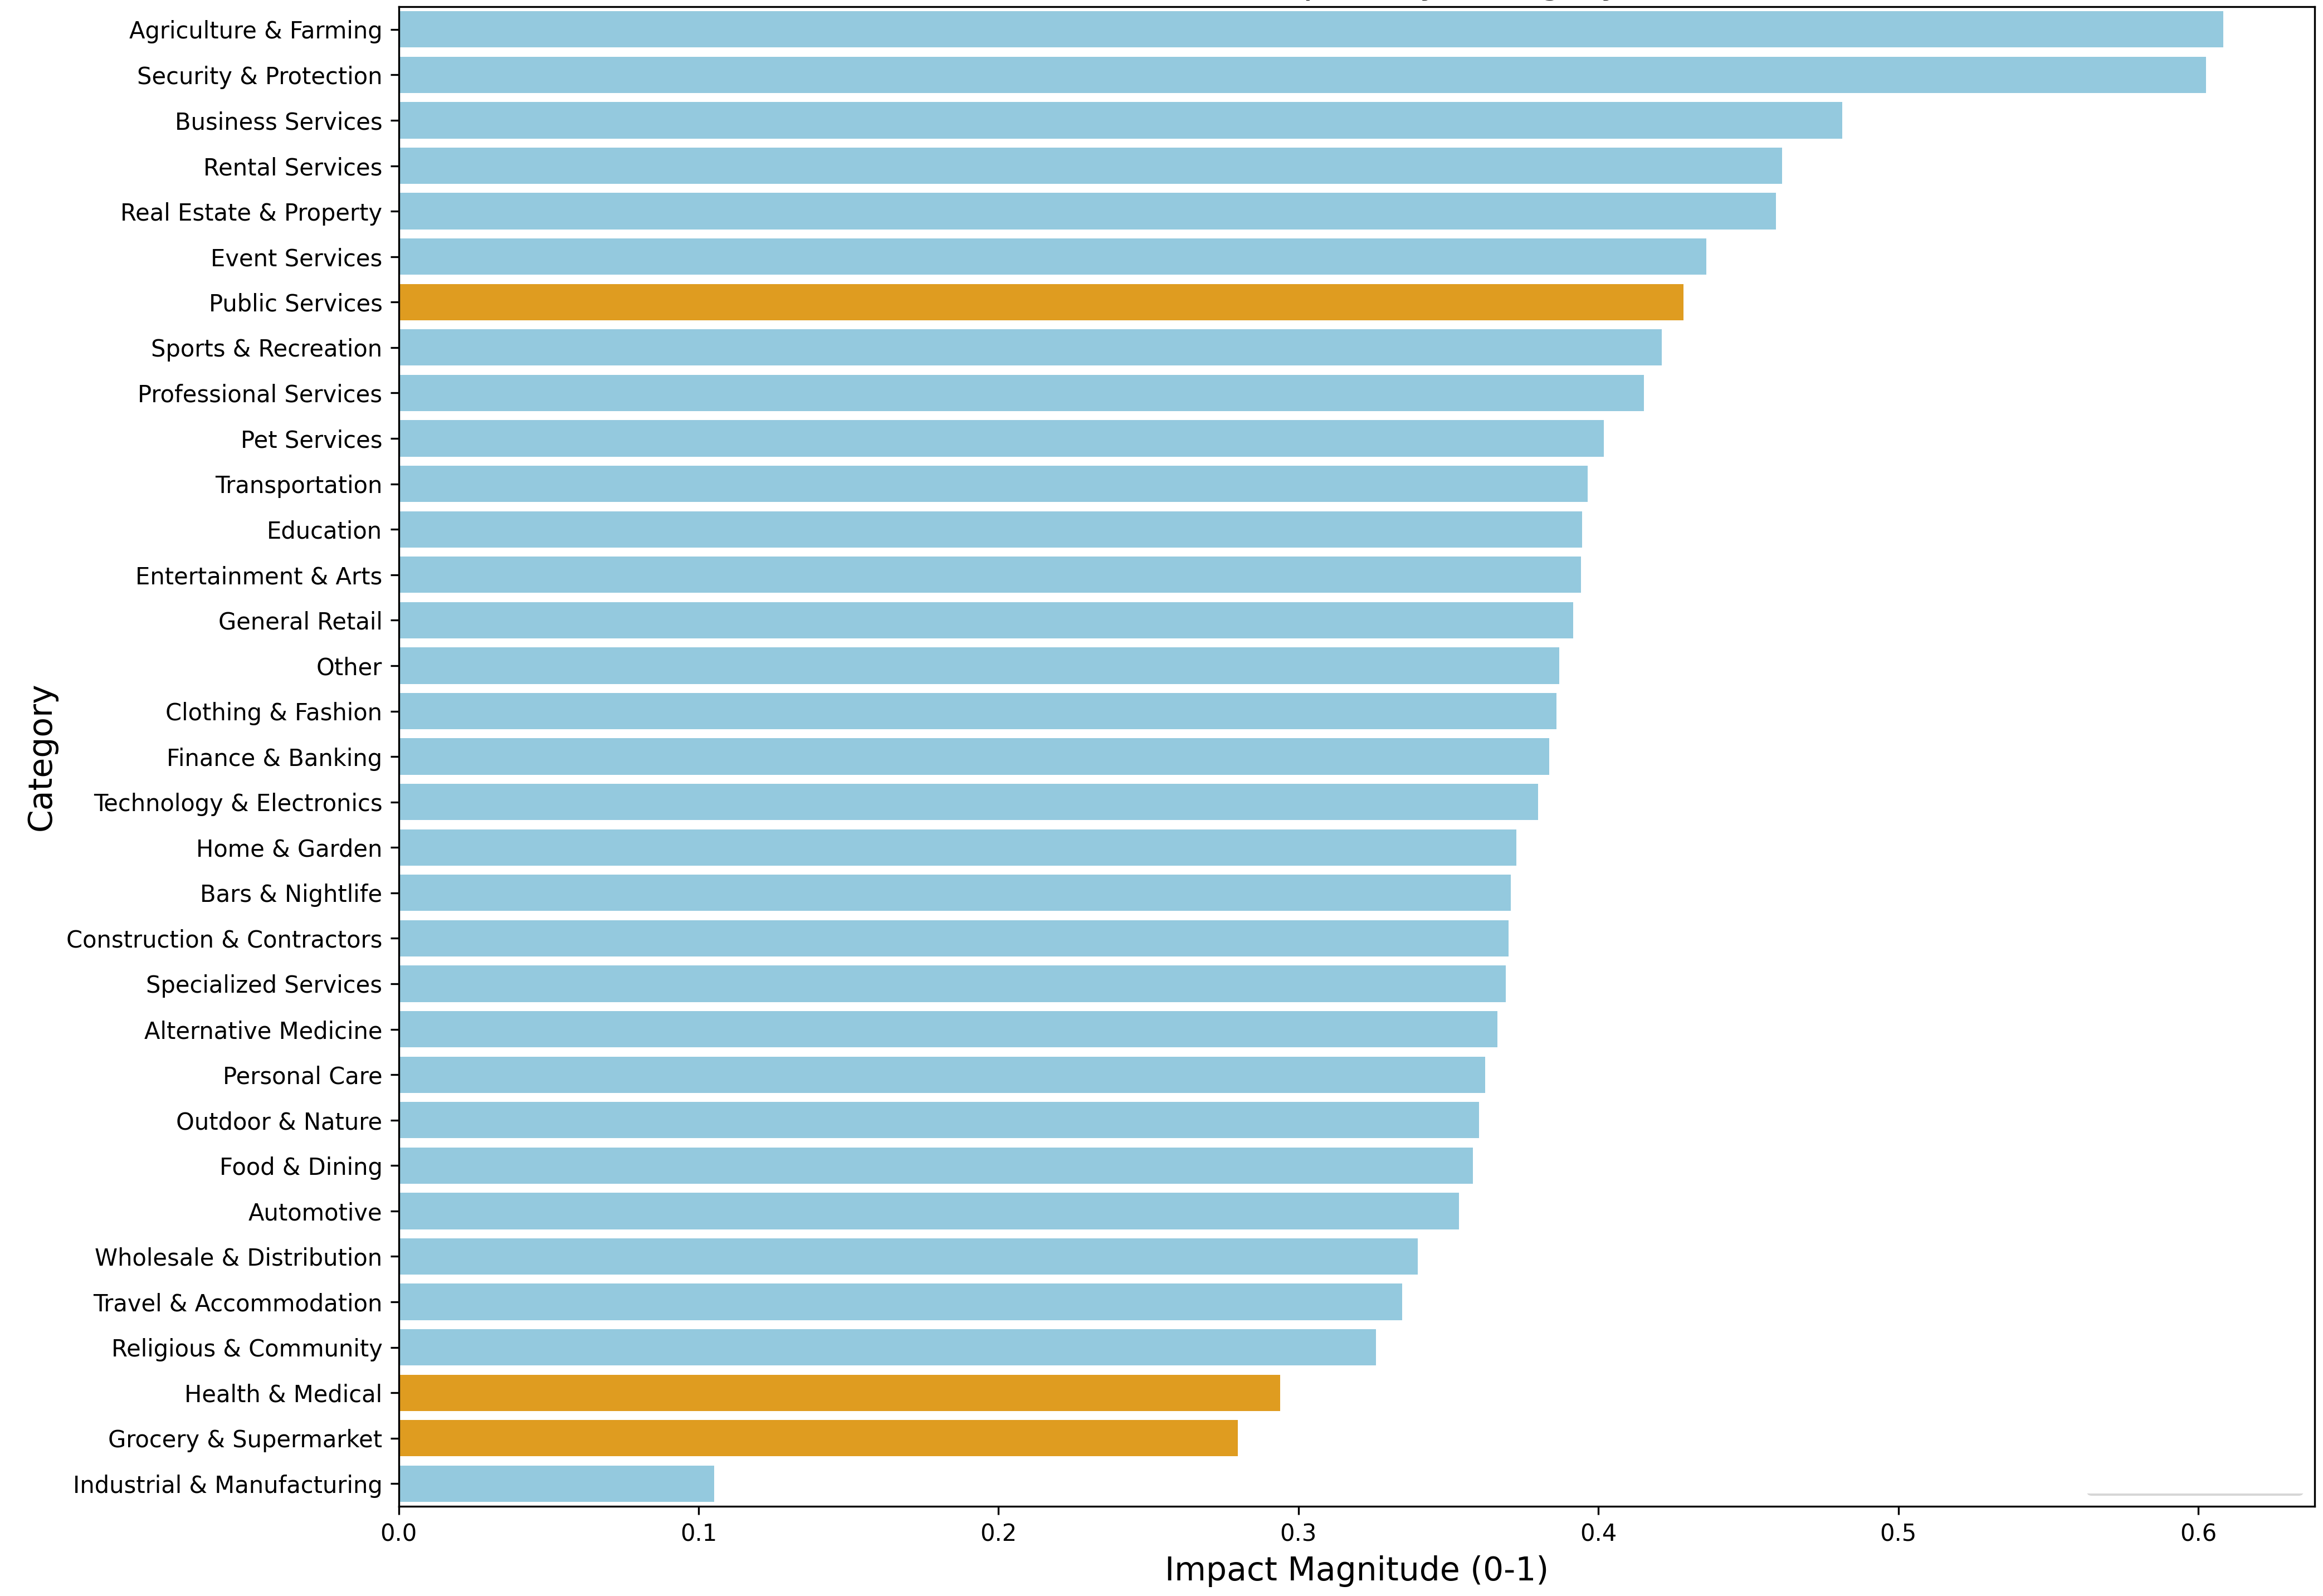 Agriculture & Farming
Security & Protection
Business Services
Rental Services
Real Estate & Property
Event Services
Public Services
Sports & Recreation
Professional Services
Pet Services
Transportation
Education
Entertainment & Arts
General Retail
Other
Clothing & Fashion
Finance & Banking
Technology & Electronics
Home & Garden
Bars & Nightlife
Construction & Contractors
Specialized Services
Alternative Medicine
Personal Care
Outdoor & Nature
Food & Dining
Automotive
Wholesale & Distribution
Travel & Accommodation
Religious & Community
Health & Medical
Grocery & Supermarket
Industrial & Manufacturing
Category
0.0 0.1 0.2 0.3 0.4 0.5 0.6
Impact Magnitude (0-1)